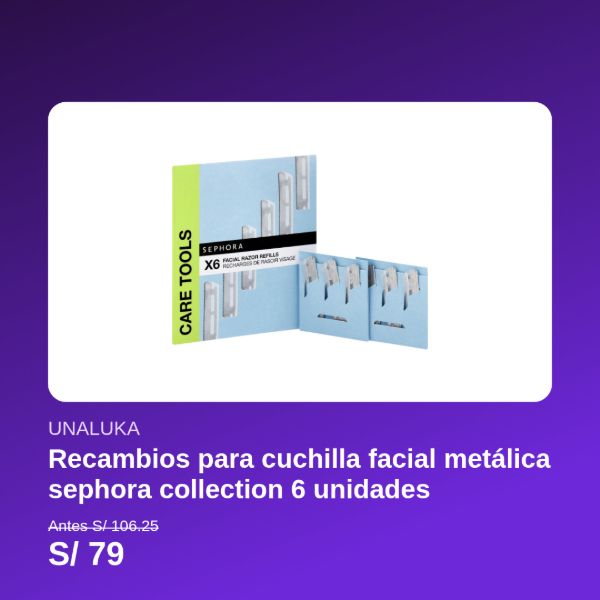 CARE TOOLS
SEPHORA
X6 FACIAL RAZOR REFILLS
RECHARGES DE RASOIR VISAGE
UNALUKA
Recambios para cuchilla facial metálica
sephora collection 6 unidades
Antes S/ 106.25
S/ 79